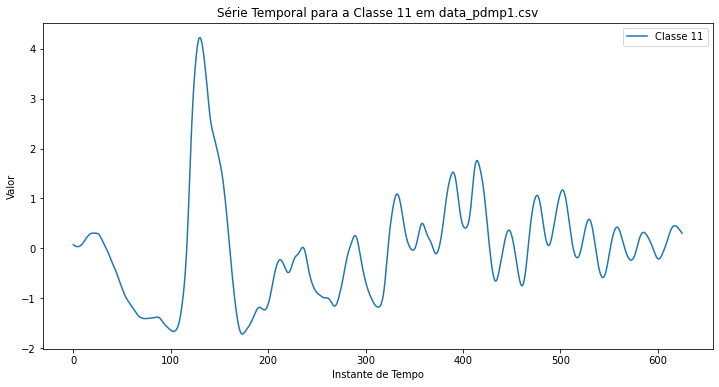 Série Temporal para a Classe 11 em data_pdmp1.csv
Classe 11
Valor
4
3
2
1
0
−1
−2
0 100 200 300 400 500 600
Instante de Tempo